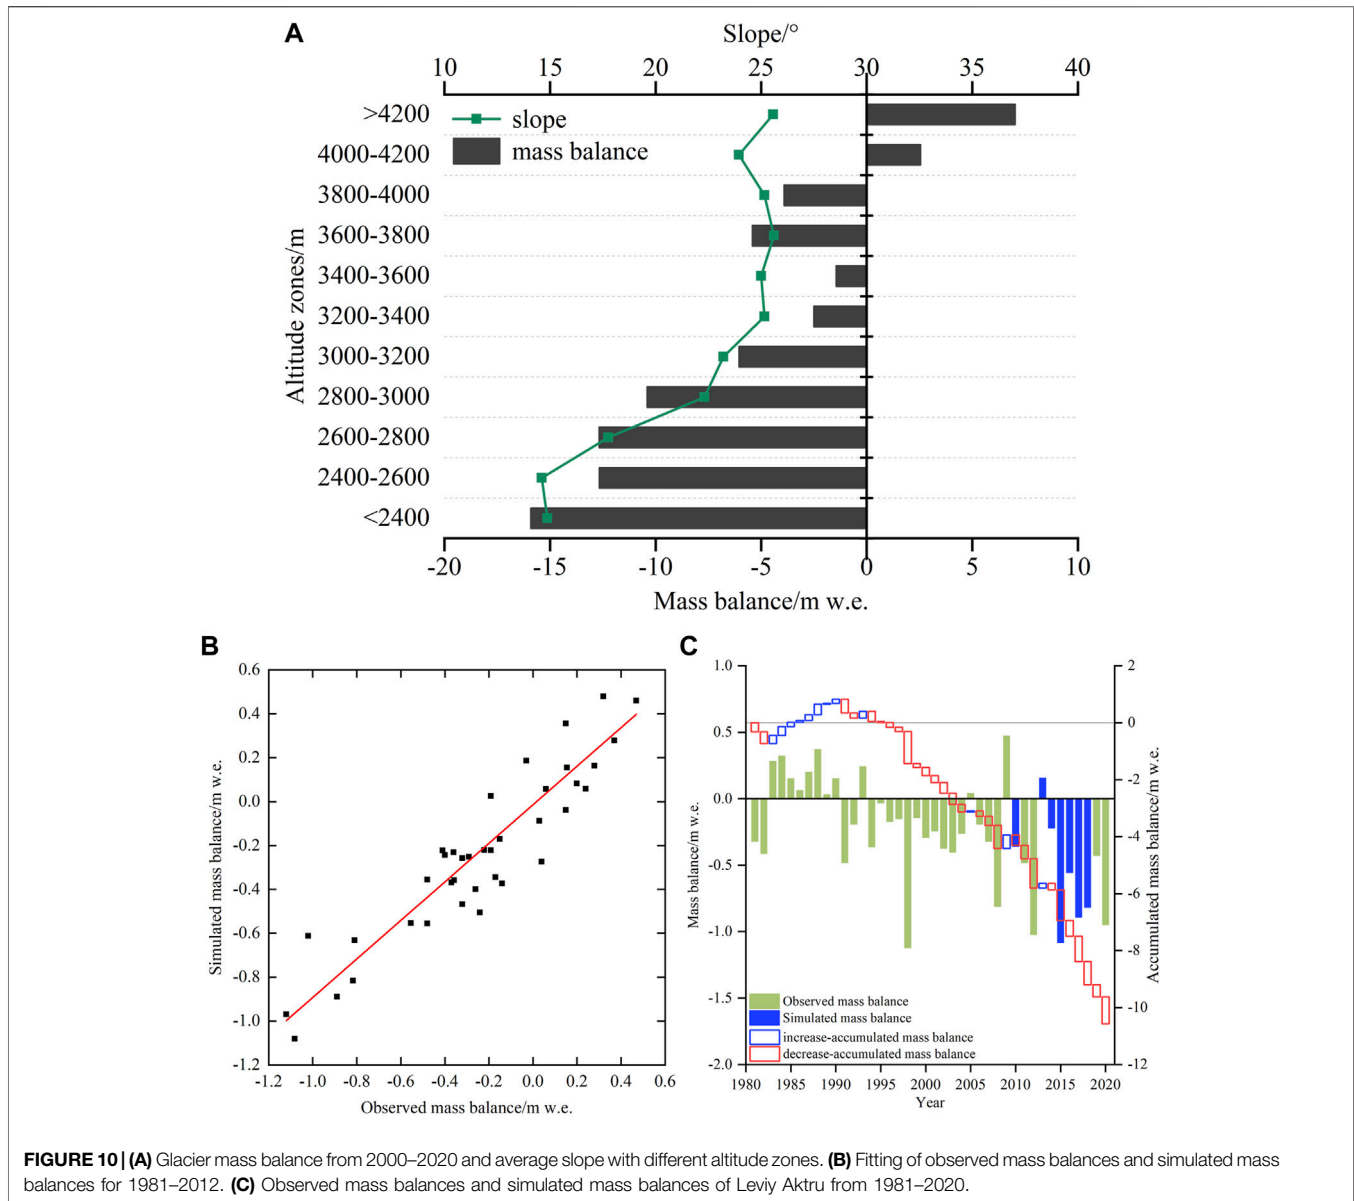 A
Slope/°
10 15 20 25 30 35 40
slope
mass balance
Altitude zones/m
>4200
4000-4200
3800-4000
3600-3800
3400-3600
3200-3400
3000-3200
2800-3000
2600-2800
2400-2600
<2400
-20 -15 -10 -5 0 5 10
Mass balance/m w.e.
B
Simulated mass balance/m w.e.
0.6
0.4
0.2
0.0
-0.2
-0.4
-0.6
-0.8
-1.0
-1.2
-1.2 -1.0 -0.8 -0.6 -0.4 -0.2 0.0 0.2 0.4 0.6
Observed mass balance/m w.e.
C
Mass balance/m w.e.
1.0
0.5
0.0
-0.5
-1.0
-1.5
-2.0
Observed mass balance
Simulated mass balance
increase-accumulated mass balance
decrease-accumulated mass balance
2
0
-2
-4
-6
-8
-10
-12
Accumulated mass balance/m w.e.
1980 1985 1990 1995 2000 2005 2010 2015 2020
Year
FIGURE 10 | (A) Glacier mass balance from 2000–2020 and average slope with different altitude zones. (B) Fitting of observed mass balances and simulated mass
balances for 1981–2012. (C) Observed mass balances and simulated mass balances of Leviy Aktru from 1981–2020.